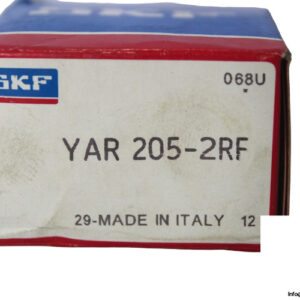 SKF
068U
YAR 205-2RF
29-MADE IN ITALY 12